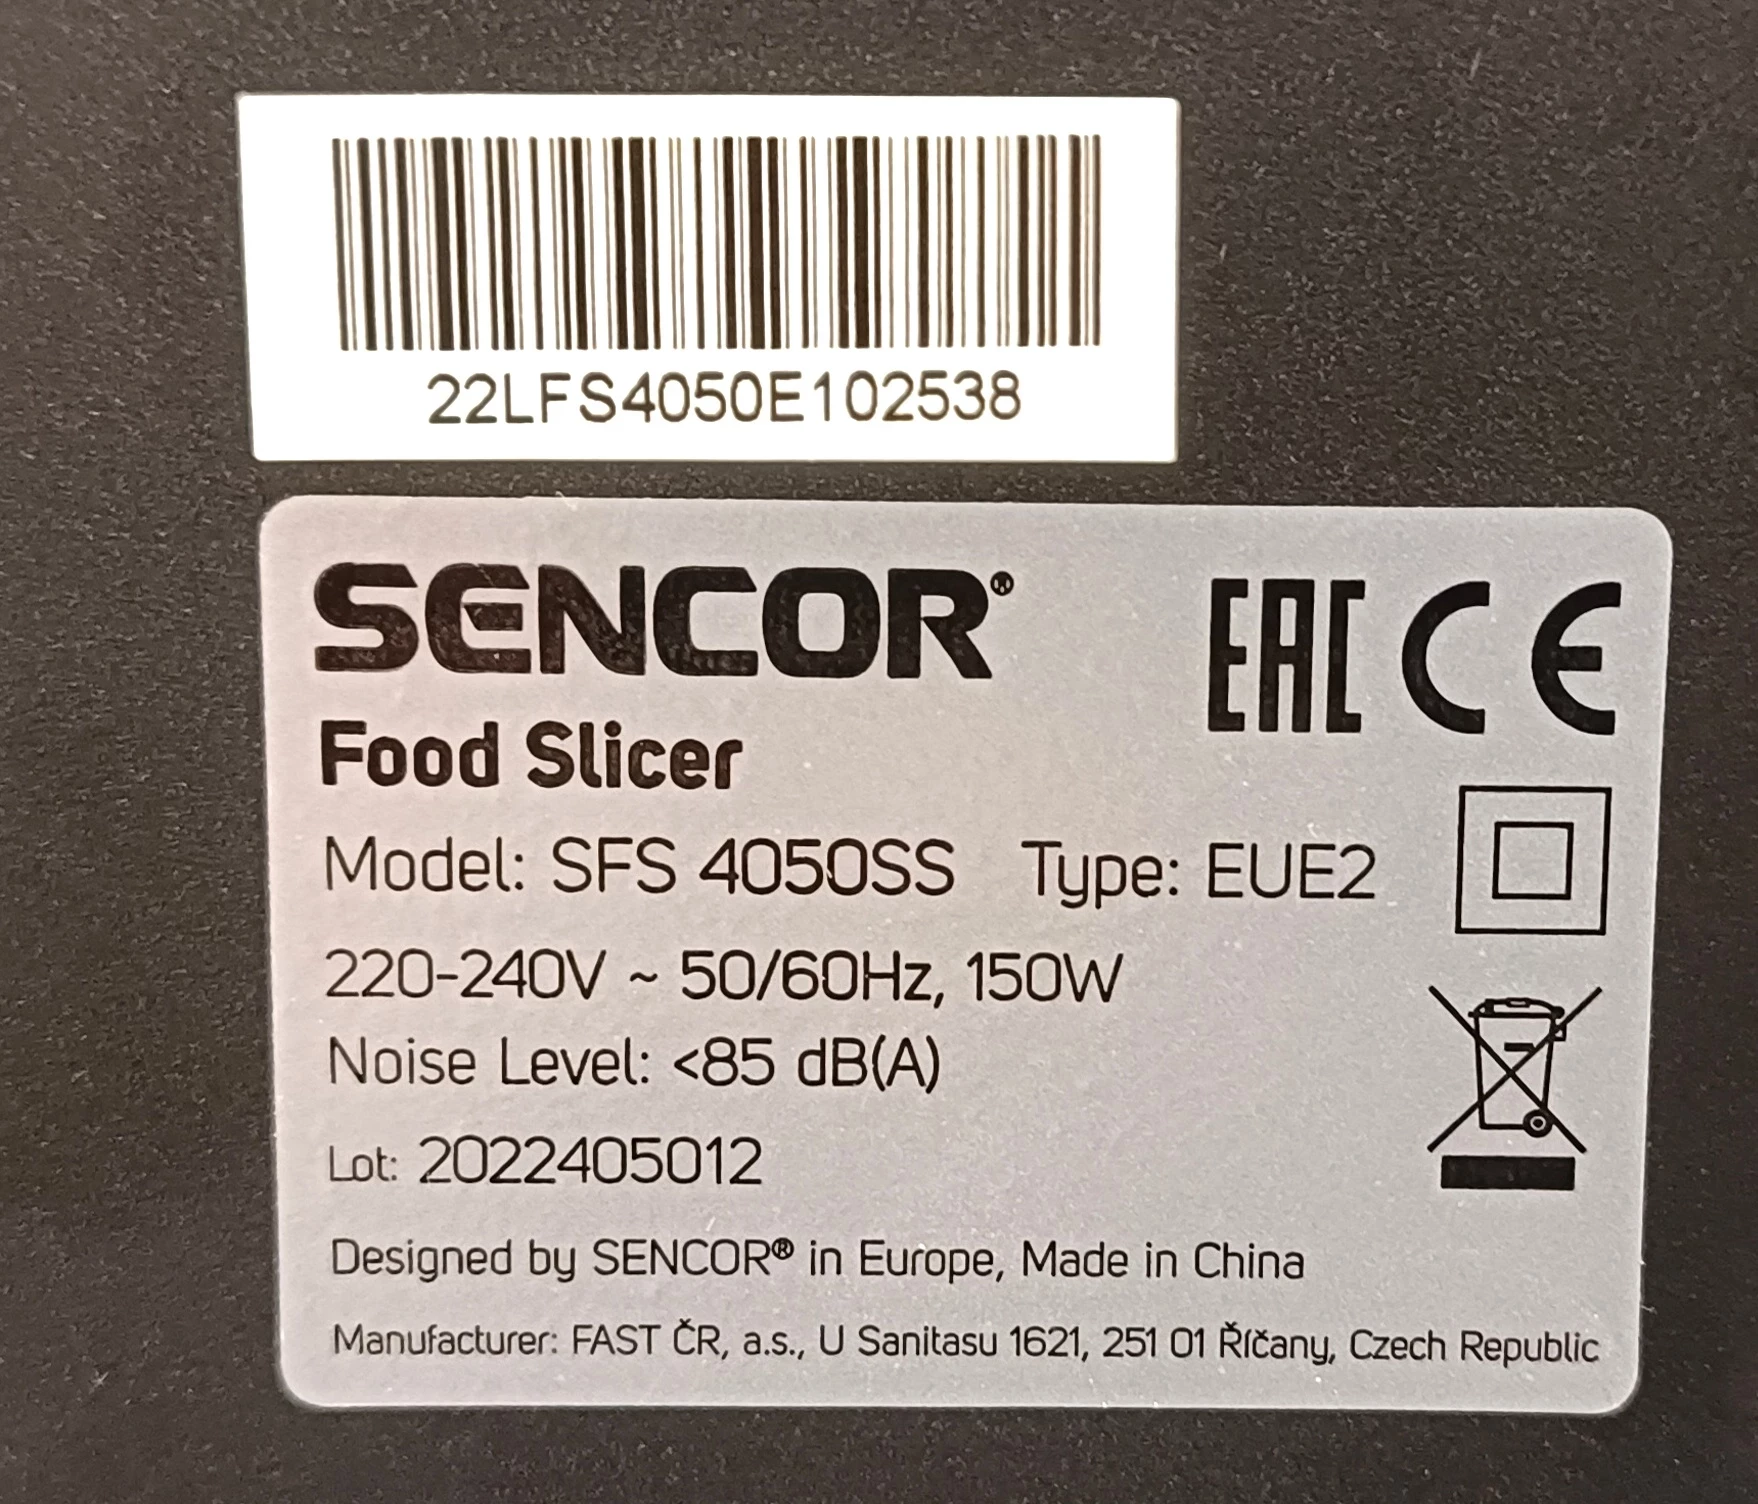 22LFS4050E102538
SENCOR®
EAC CE
Food Slicer
Model: SFS 4050SS Type: EUE2
220-240V ~ 50/60Hz, 150W
Noise Level: <85 dB(A)
Lot: 2022405012
Designed by SENCOR® in Europe, Made in China
Manufacturer: FAST ČR, a.s., U Sanitasu 1621, 251 01 Říčany, Czech Republic